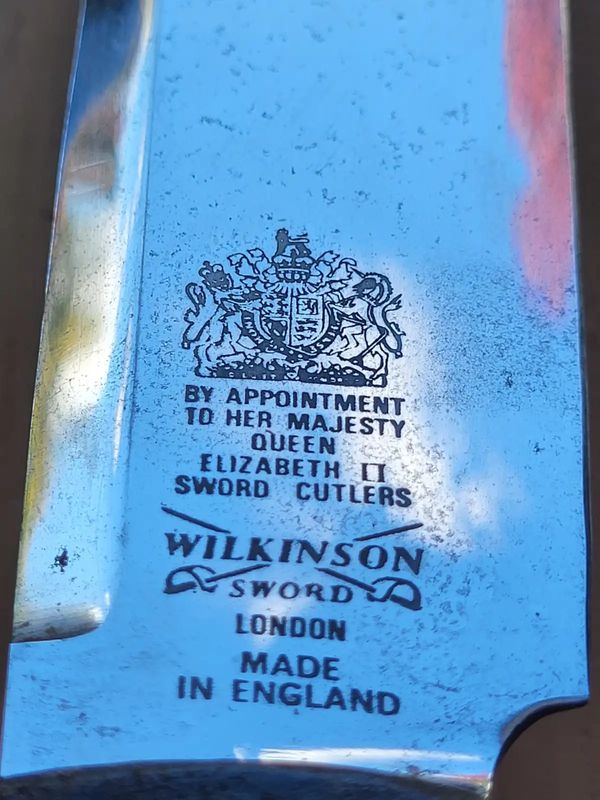 BY APPOINTMENT
TO HER MAJESTY
QUEEN
ELIZABETH II
SWORD CUTLERS
WILKINSON
SWORD
LONDON
MADE
IN ENGLAND